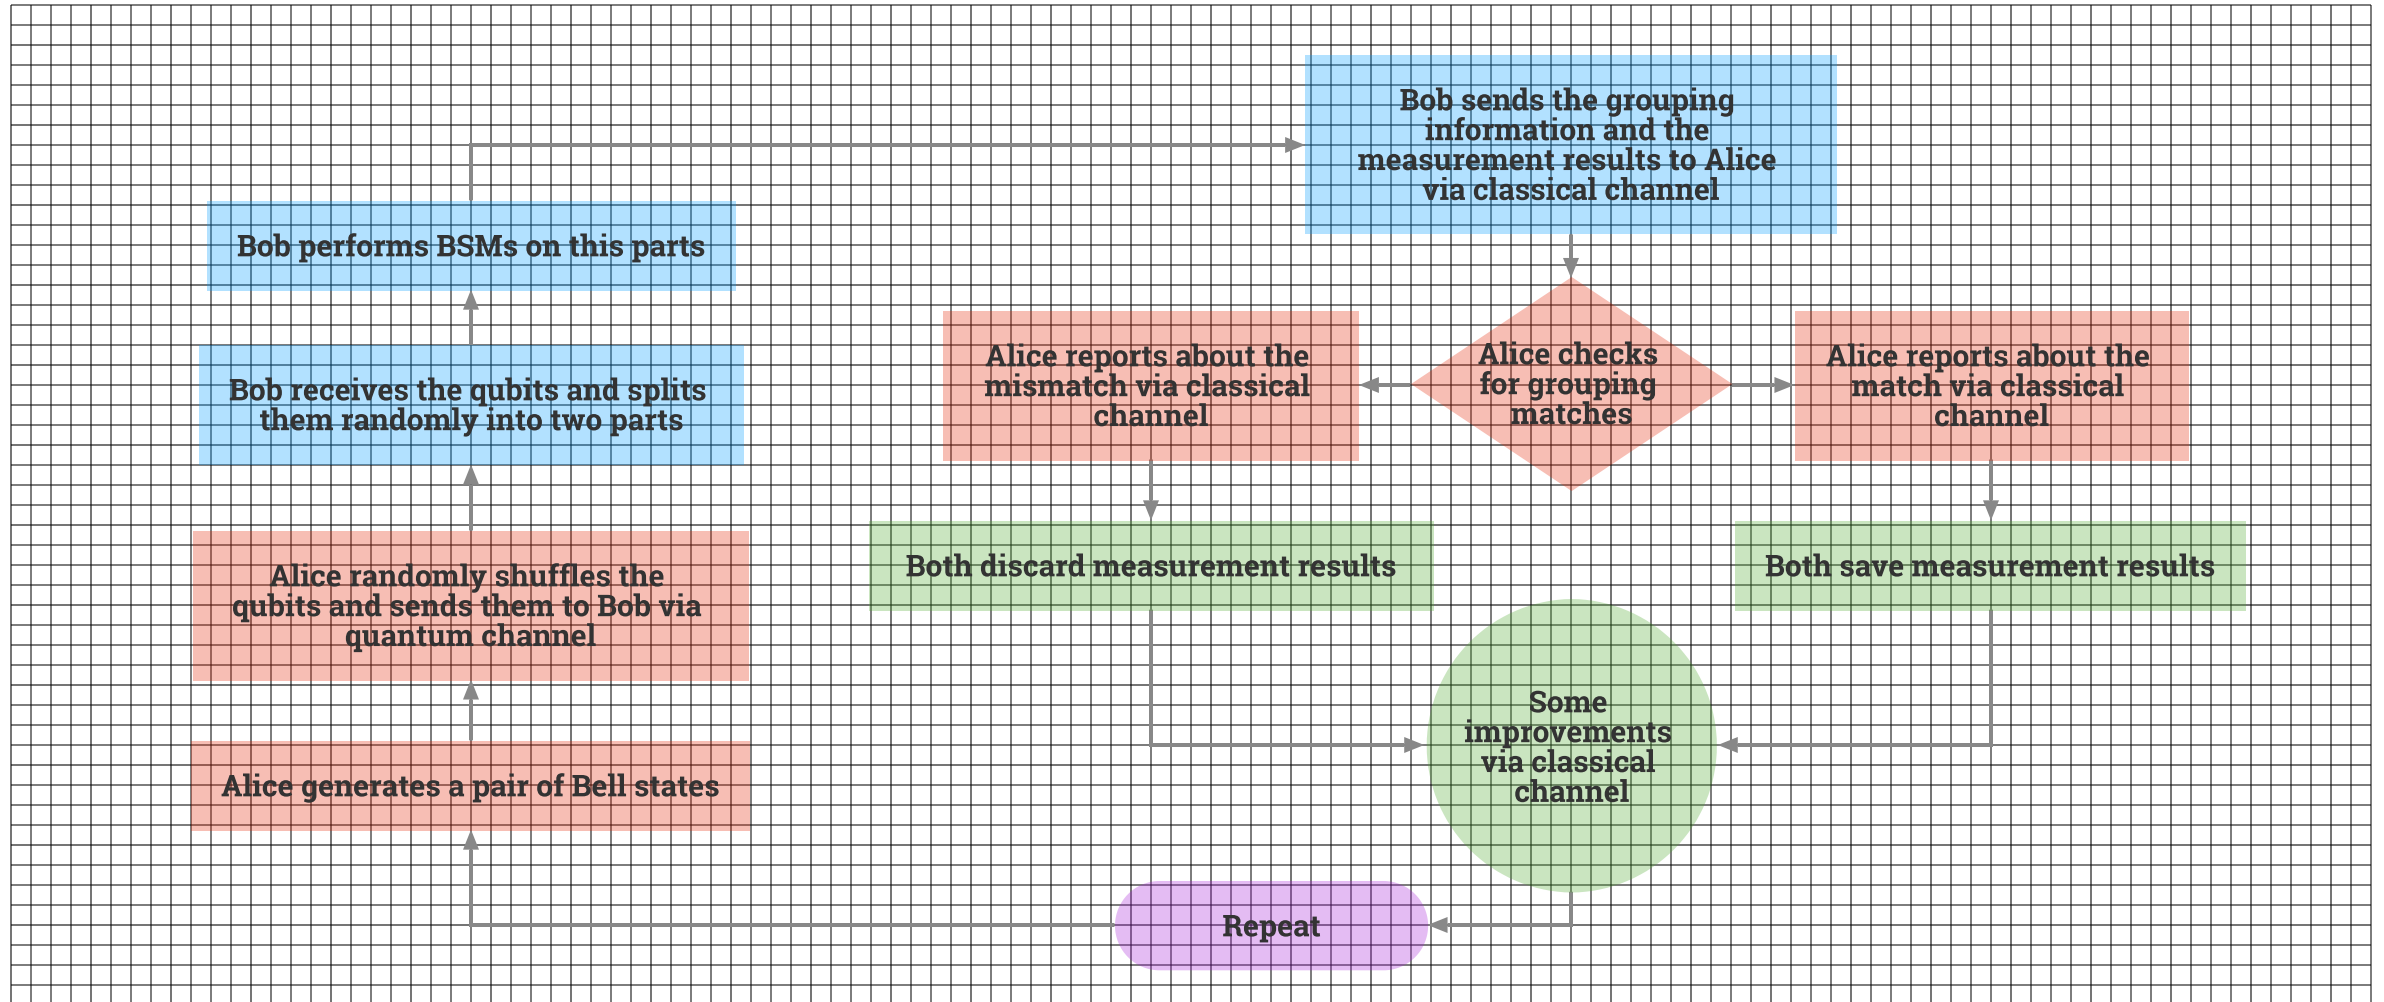 Bob sends the grouping
information and the
measurement results to Alice
via classical channel
Bob performs BSMs on this parts
Bob receives the qubits and splits
them randomly into two parts
Alice randomly shuffles the
qubits and sends them to Bob via
quantum channel
Alice generates a pair of Bell states
Alice reports about the
mismatch via classical
channel
Alice checks
for grouping
matches
Alice reports about the
match via classical
channel
Both discard measurement results
Both save measurement results
Some
improvements
via classical
channel
Repeat